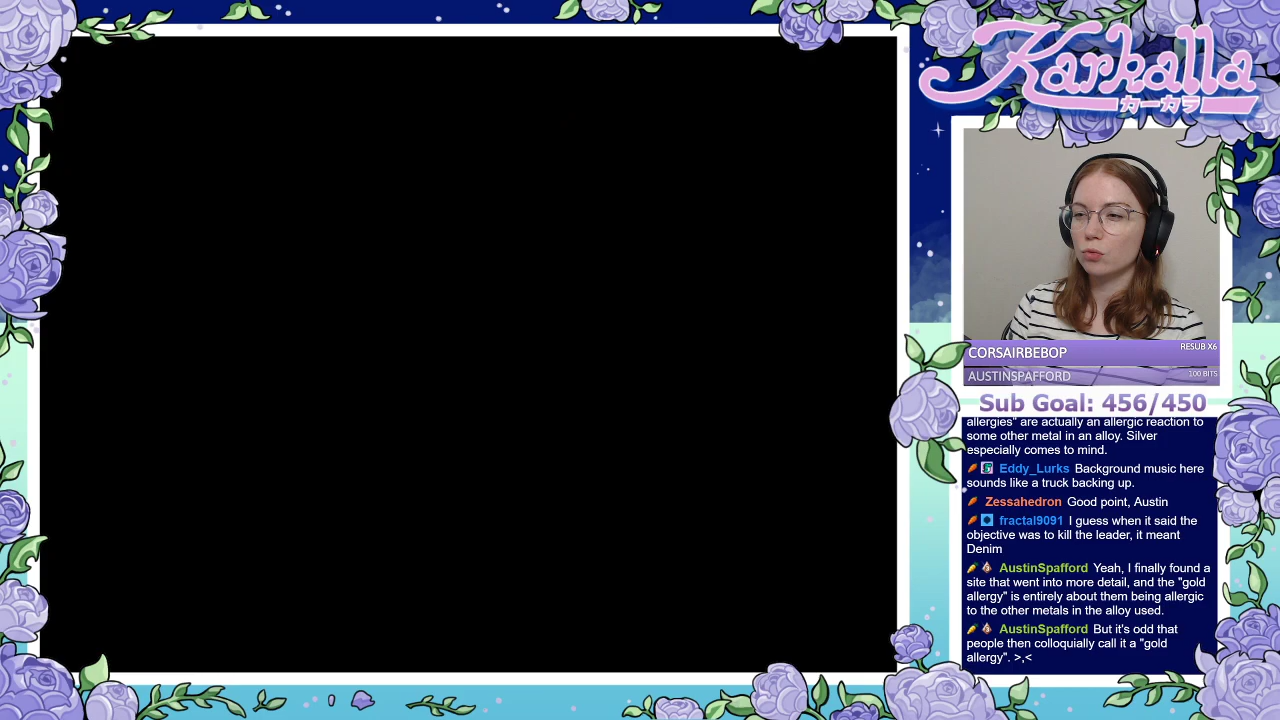 Karkalla
カーカラ
CORSAIRBEBOP RESUB X6
AUSTINSPAFFORD 100 BITS
Sub Goal: 456/450
allergies" are actually an allergic reaction to
some other metal in an alloy. Silver
especially comes to mind.
Eddy_Lurks Background music here
sounds like a truck backing up.
Zessahedron Good point, Austin
fractal9091 I guess when it said the
objective was to kill the leader, it meant
Denim
AustinSpafford Yeah, I finally found a
site that went into more detail, and the "gold
allergy" is entirely about them being allergic
to the other metals in the alloy used.
AustinSpafford But it's odd that
people then colloquially call it a "gold
allergy". >,<